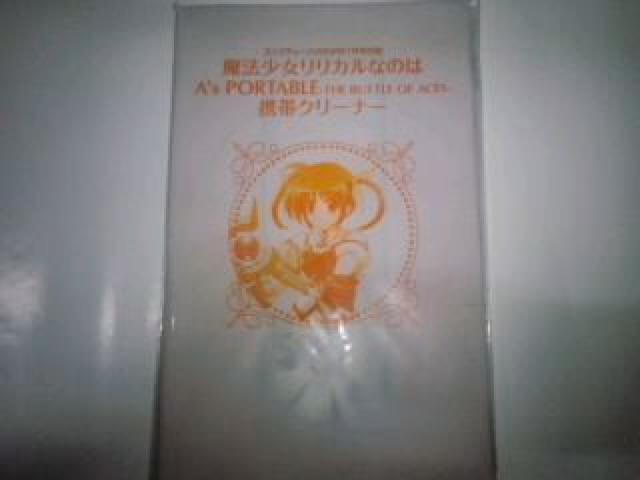 魔法少女リリカルなのは
A's PORTABLE -THE BATTLE OF ACES-
携帯クリーナー